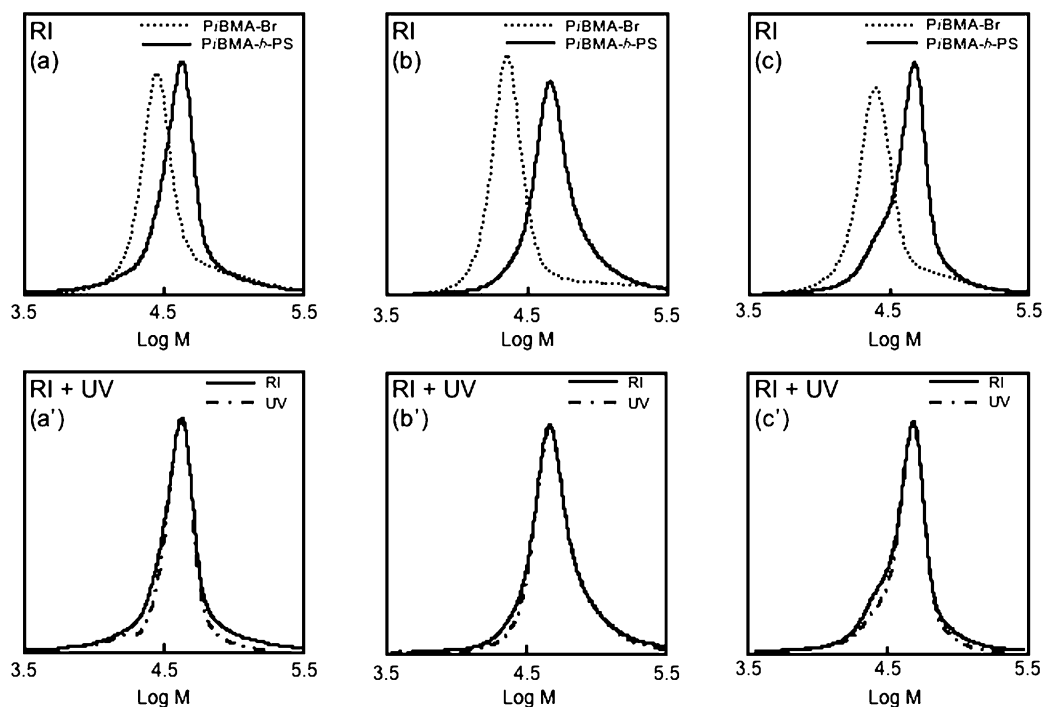 RI
(a)
PiBMA-Br
PiBMA-b-PS
3.5 4.5 5.5
Log M
RI
(b)
PiBMA-Br
PiBMA-b-PS
3.5 4.5 5.5
Log M
RI
(c)
PiBMA-Br
PiBMA-b-PS
3.5 4.5 5.5
Log M
RI + UV
(a')
RI
UV
3.5 4.5 5.5
Log M
RI + UV
(b')
RI
UV
3.5 4.5 5.5
Log M
RI + UV
(c')
RI
UV
3.5 4.5 5.5
Log M